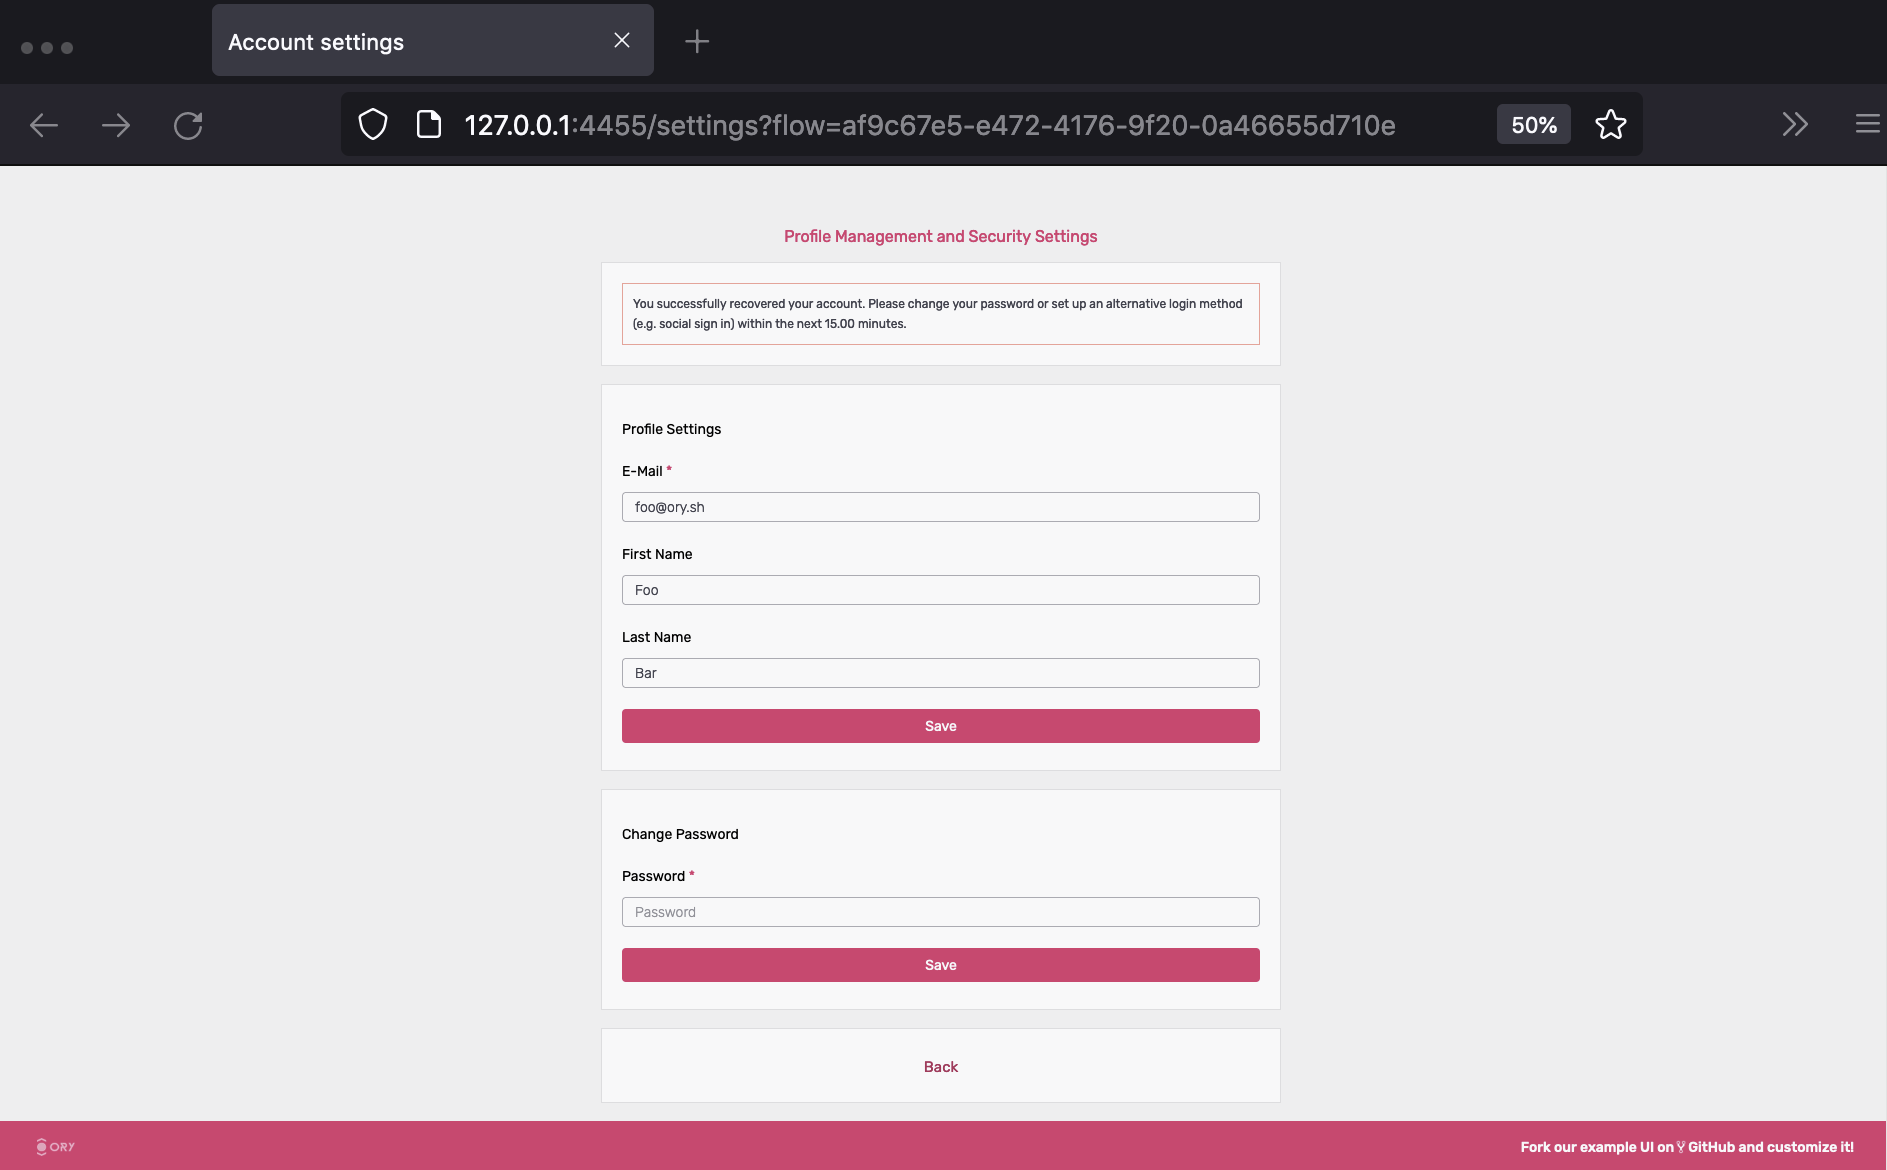 Account settings
127.0.0.1:4455/settings?flow=af9c67e5-e472-4176-9f20-0a46655d710e
50%
Profile Management and Security Settings
You successfully recovered your account. Please change your password or set up an alternative login method
(e.g. social sign in) within the next 15.00 minutes.
Profile Settings
E-Mail *
foo@ory.sh
First Name
Foo
Last Name
Bar
Save
Change Password
Password *
Password
Save
Back
ORY
Fork our example UI on GitHub and customize it!